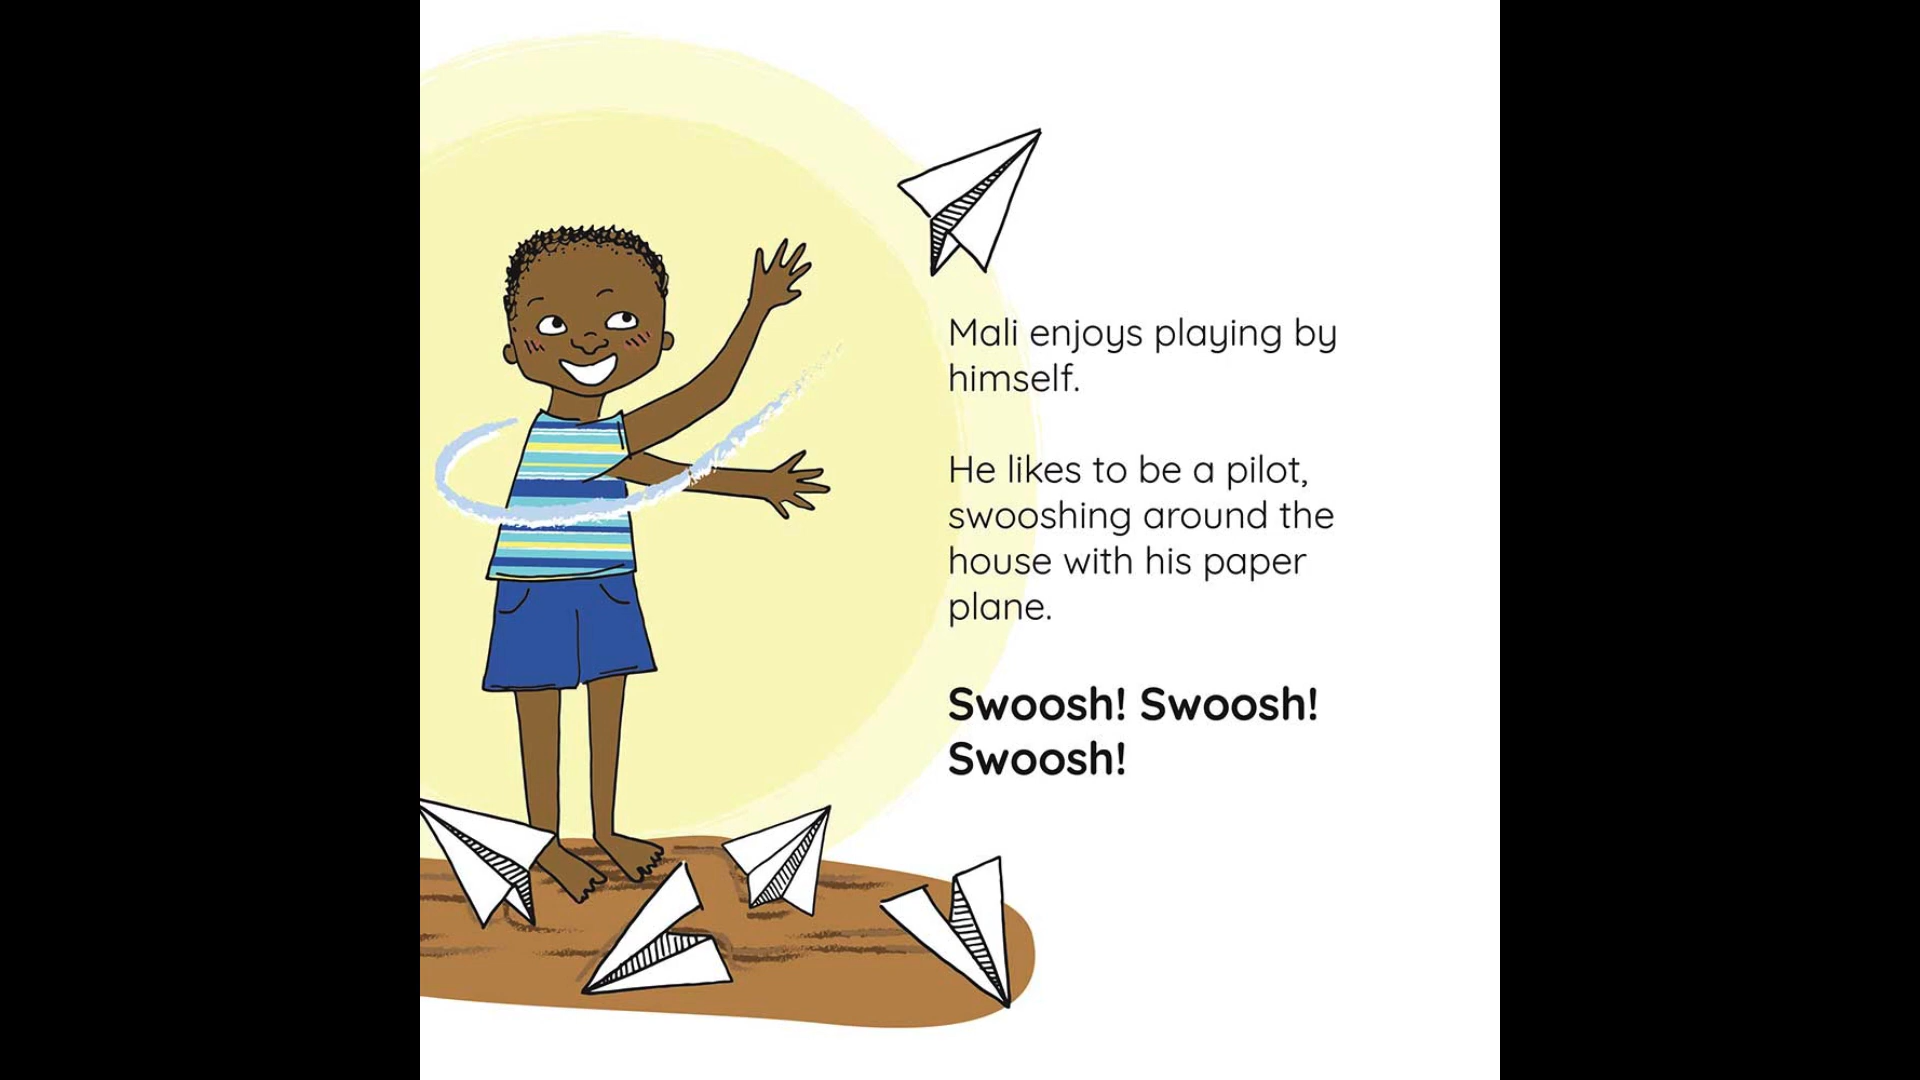 Mali enjoys playing by
himself.
He likes to be a pilot,
swooshing around the
house with his paper
plane.
Swoosh! Swoosh!
Swoosh!